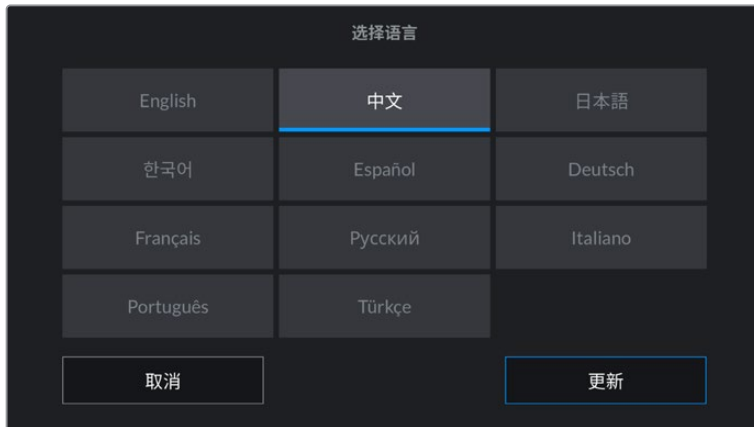 选择语言
English
中文
日本語
한국어
Español
Deutsch
Français
Русский
Italiano
Português
Türkçe
取消
更新